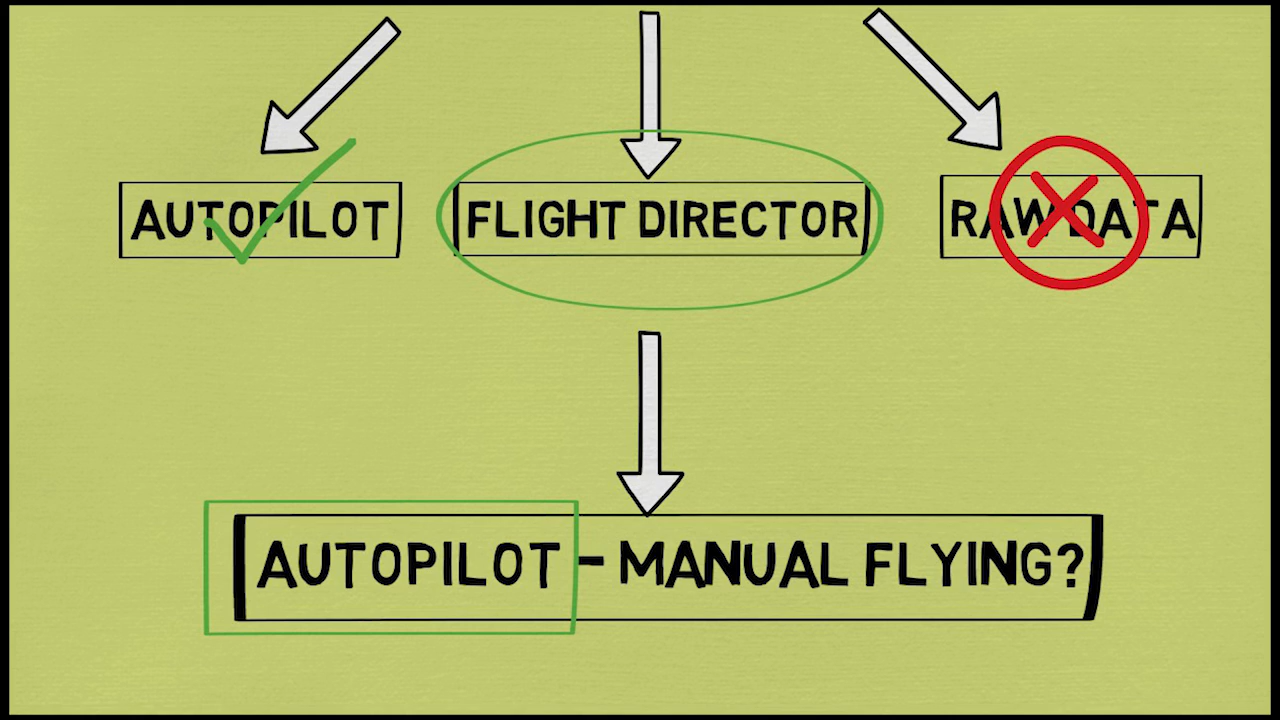 AUTOPILOT
FLIGHT DIRECTOR
RAW DATA
AUTOPILOT - MANUAL FLYING?